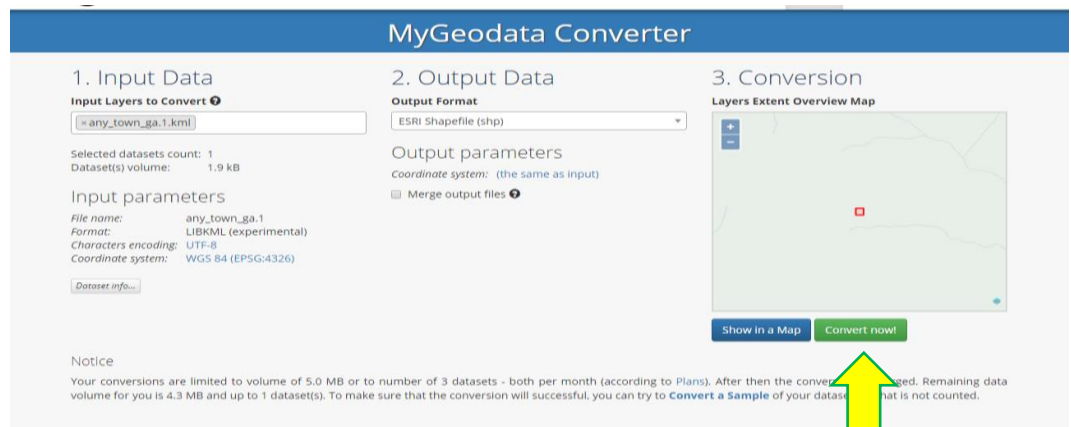 MyGeodata Converter
1. Input Data
Input Layers to Convert ?
× any_town_ga.1.kml
Selected datasets count: 1
Dataset(s) volume: 1.9 kB
Input parameters
File name: any_town_ga.1
Format: LIBKML (experimental)
Characters encoding: UTF-8
Coordinate system: WGS 84 (EPSG:4326)
Dataset info...
2. Output Data
Output Format
ESRI Shapefile (shp)
Output parameters
Coordinate system: (the same as input)
Merge output files ?
3. Conversion
Layers Extent Overview Map
+
−
Show in a Map Convert now!
Notice
Your conversions are limited to volume of 5.0 MB or to number of 3 datasets - both per month (according to Plans). After then the conver ged. Remaining data
volume for you is 4.3 MB and up to 1 dataset(s). To make sure that the conversion will successful, you can try to Convert a Sample of your datase hat is not counted.